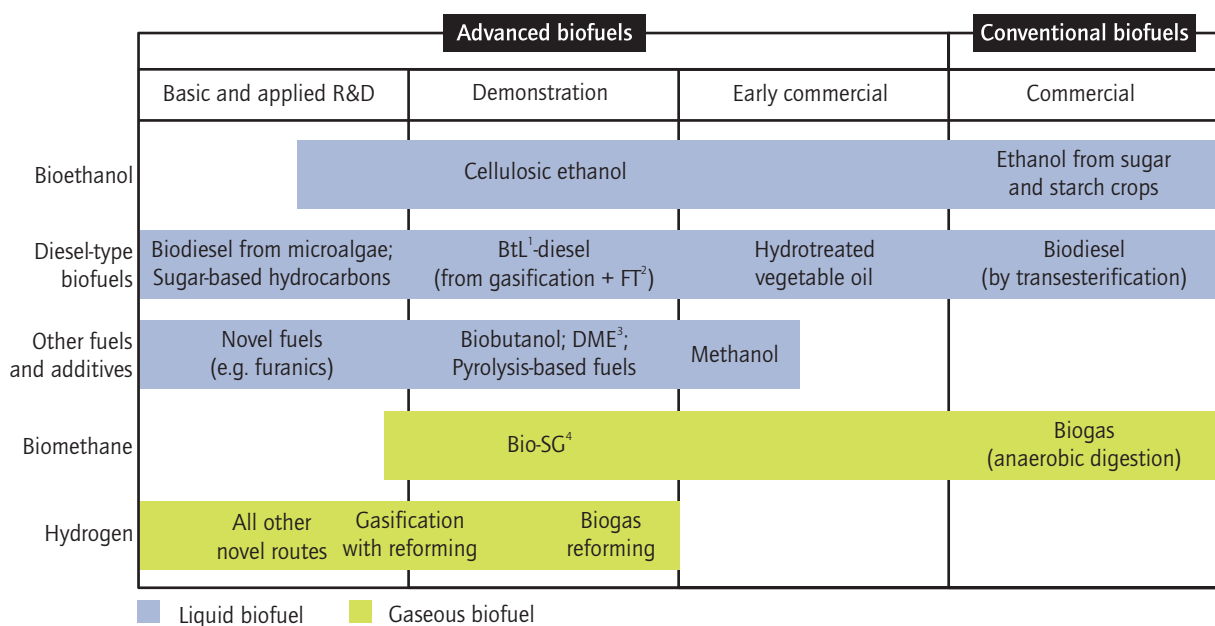 Advanced biofuels Conventional biofuels
Basic and applied R&D Demonstration Early commercial Commercial
Bioethanol
Cellulosic ethanol
Ethanol from sugar
and starch crops
Diesel-type
biofuels
Biodiesel from microalgae;
Sugar-based hydrocarbons
BtL¹-diesel
(from gasification + FT²)
Hydrotreated
vegetable oil
Biodiesel
(by transesterification)
Other fuels
and additives
Novel fuels
(e.g. furanics)
Biobutanol; DME³;
Pyrolysis-based fuels
Methanol
Biomethane
Bio-SG⁴
Biogas
(anaerobic digestion)
Hydrogen
All other
novel routes
Gasification
with reforming
Biogas
reforming
Liquid biofuel Gaseous biofuel